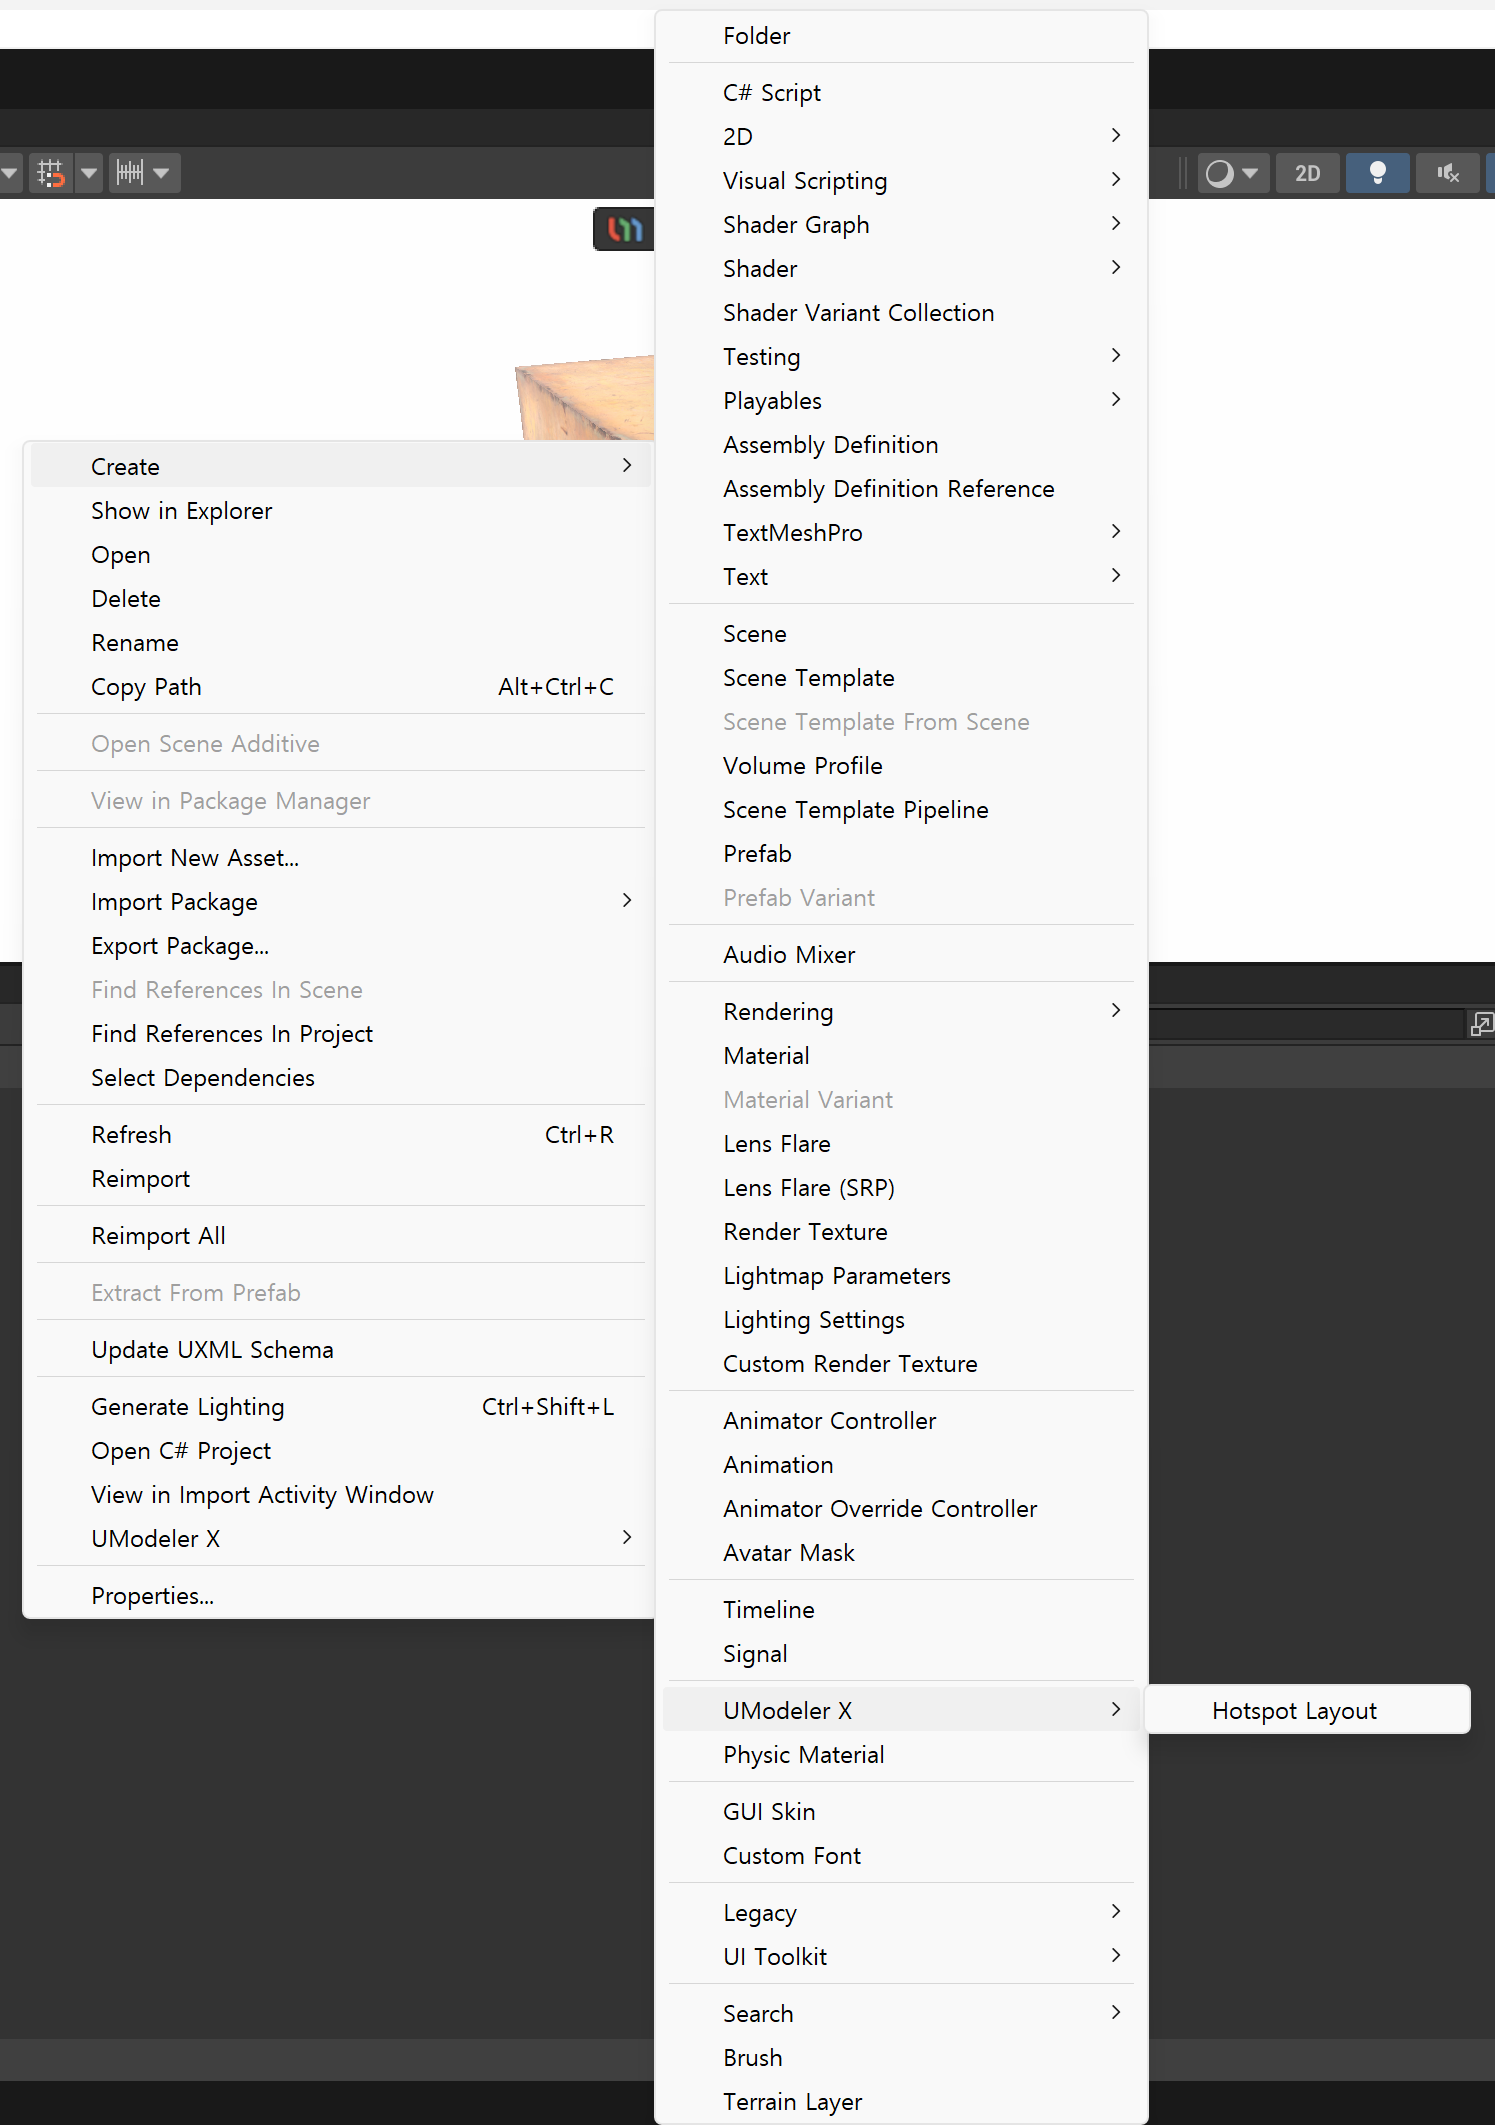 2D
Create
Show in Explorer
Open
Delete
Rename
Copy Path Alt+Ctrl+C
Open Scene Additive
View in Package Manager
Import New Asset...
Import Package
Export Package...
Find References In Scene
Find References In Project
Select Dependencies
Refresh Ctrl+R
Reimport
Reimport All
Extract From Prefab
Update UXML Schema
Generate Lighting Ctrl+Shift+L
Open C# Project
View in Import Activity Window
UModeler X
Properties...
Folder
C# Script
2D
Visual Scripting
Shader Graph
Shader
Shader Variant Collection
Testing
Playables
Assembly Definition
Assembly Definition Reference
TextMeshPro
Text
Scene
Scene Template
Scene Template From Scene
Volume Profile
Scene Template Pipeline
Prefab
Prefab Variant
Audio Mixer
Rendering
Material
Material Variant
Lens Flare
Lens Flare (SRP)
Render Texture
Lightmap Parameters
Lighting Settings
Custom Render Texture
Animator Controller
Animation
Animator Override Controller
Avatar Mask
Timeline
Signal
UModeler X
Physic Material
GUI Skin
Custom Font
Legacy
UI Toolkit
Search
Brush
Terrain Layer
Hotspot Layout